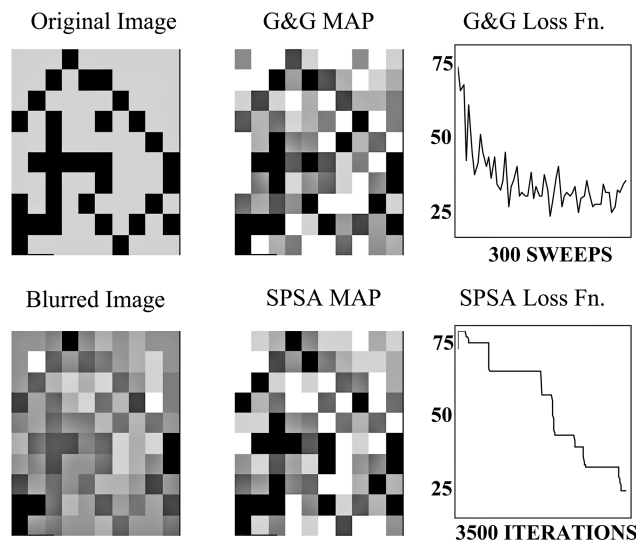 Original Image G&G MAP G&G Loss Fn.
75
50
25
300 SWEEPS
Blurred Image SPSA MAP SPSA Loss Fn.
75
50
25
3500 ITERATIONS